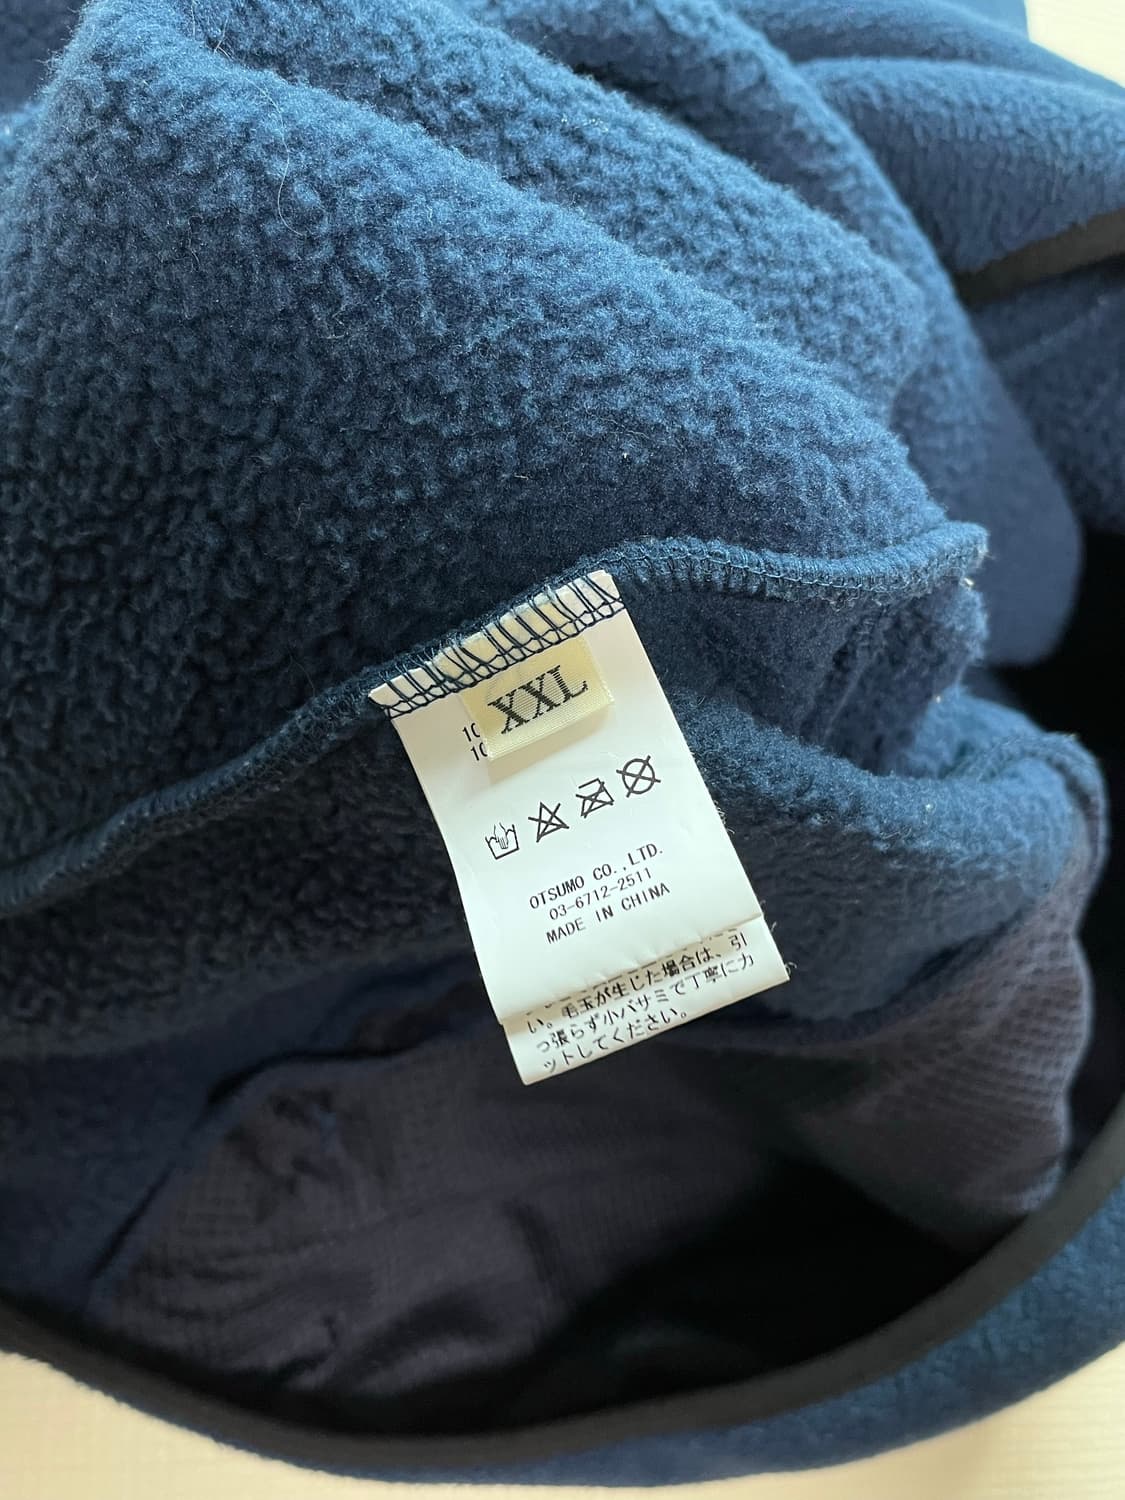 XXL
10
10
OTSUMO CO.,LTD.
03-6712-2511
MADE IN CHINA
生じた場合は、引
い。毛玉が
っ張らず小バサミで丁寧にカ
ットしてください。